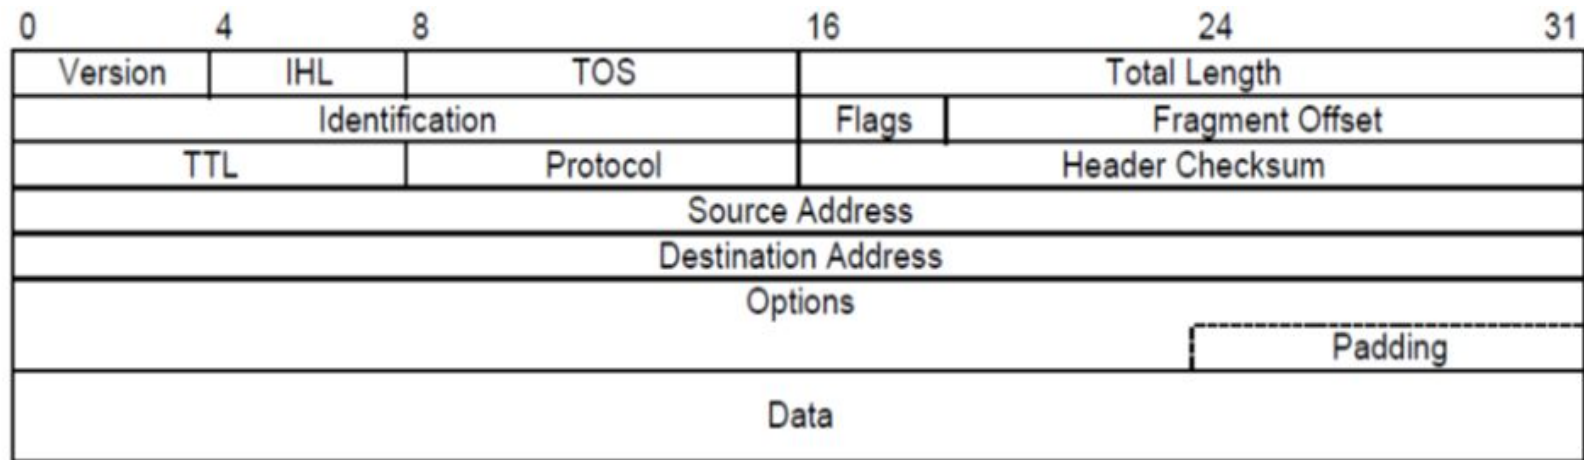 0 4 8 16 24 31
Version IHL TOS Total Length
Identification Flags Fragment Offset
TTL Protocol Header Checksum
Source Address
Destination Address
Options
Padding
Data